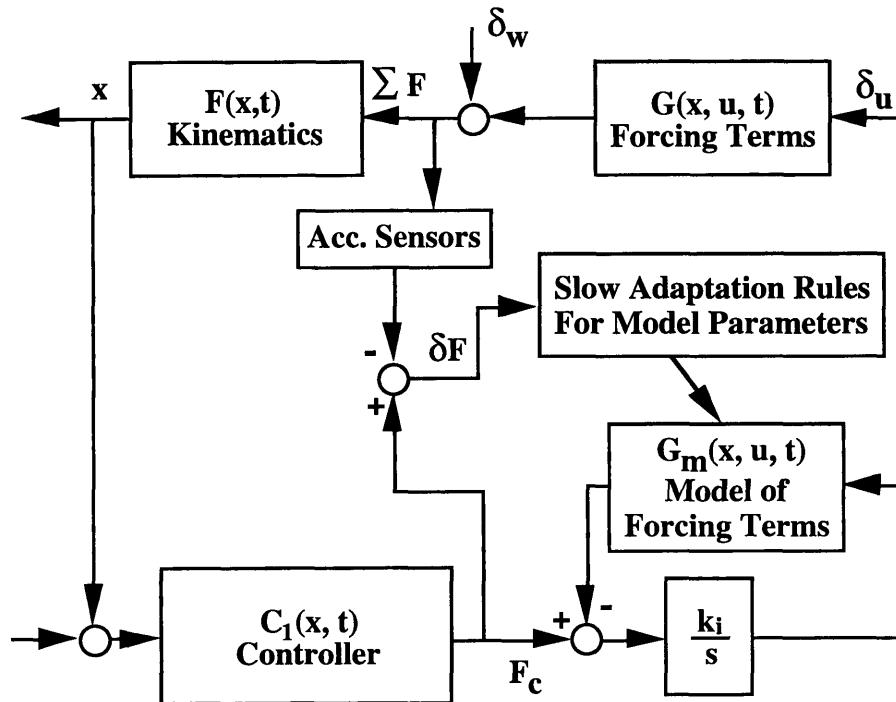 δw
x
F(x,t)
Kinematics
∑ F
G(x, u, t)
Forcing Terms
δu
Acc. Sensors
Slow Adaptation Rules
For Model Parameters
-
δF
+
Gm(x, u, t)
Model of
Forcing Terms
C1(x, t)
Controller
Fc
+
-
ki
s